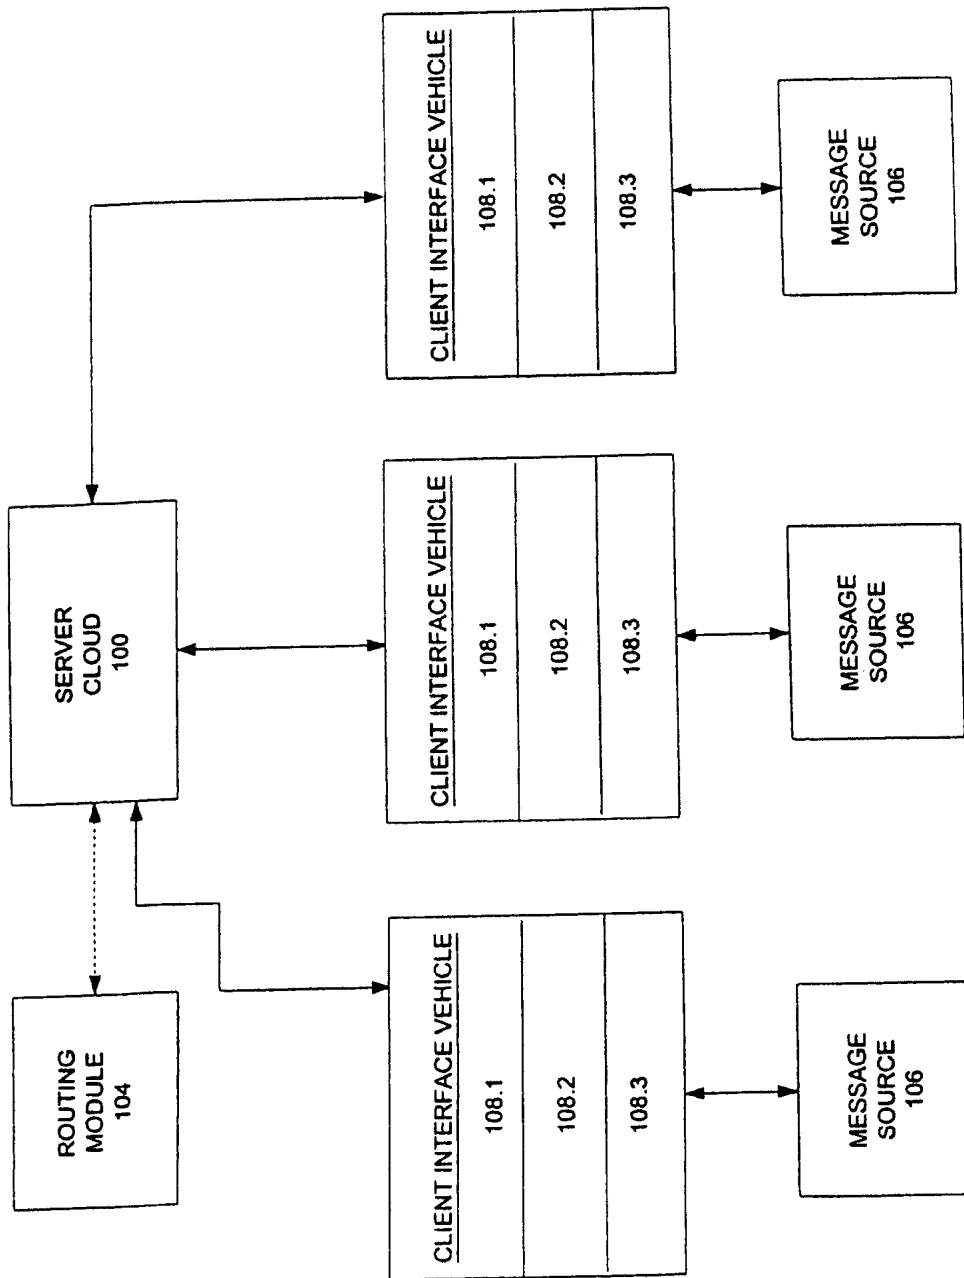 ROUTING
MODULE
104
SERVER
CLOUD
100
CLIENT INTERFACE VEHICLE
108.1
108.2
108.3
CLIENT INTERFACE VEHICLE
108.1
108.2
108.3
CLIENT INTERFACE VEHICLE
108.1
108.2
108.3
MESSAGE
SOURCE
106
MESSAGE
SOURCE
106
MESSAGE
SOURCE
106